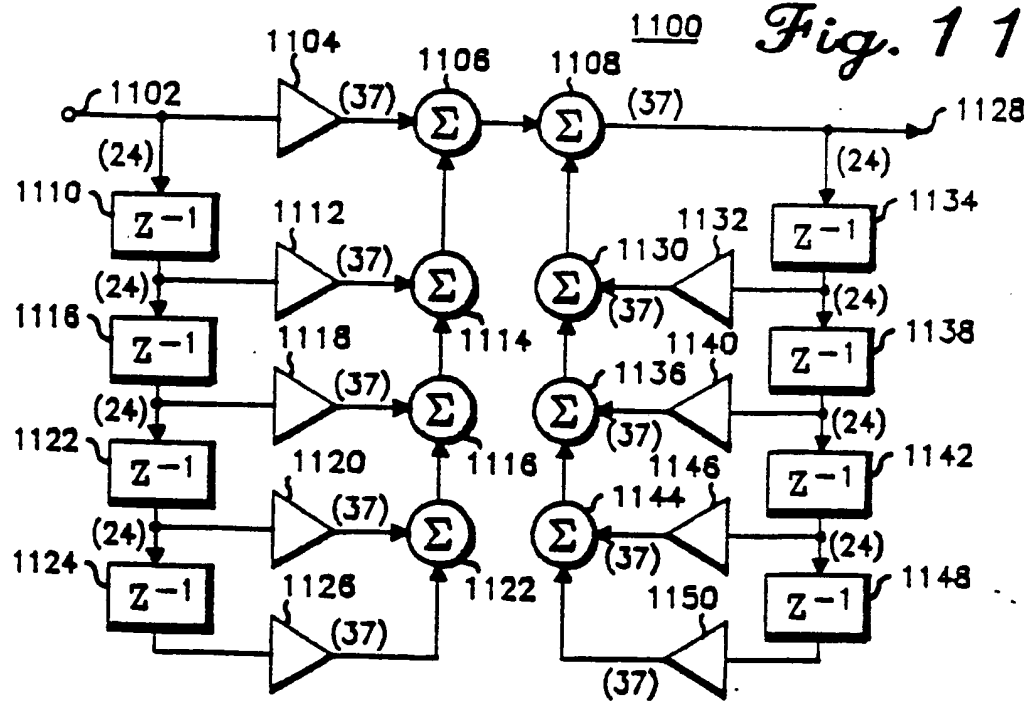 1100 Fig. 11
1104 1106 1108
1102 (37) (37) 1128
(24) Σ Σ (24)
1110 Z⁻¹ 1112 1132 Z⁻¹ 1134
1130
(24) (37) Σ Σ (37) (24)
1116 Z⁻¹ 1118 1114 1140 Z⁻¹ 1138
1136
(24) (37) Σ Σ (37) (24)
1122 Z⁻¹ 1120 1116 1146 Z⁻¹ 1142
1144
(24) (37) Σ Σ (37) (24)
1124 Z⁻¹ 1126 1122 1150 Z⁻¹ 1148
(37) (37)